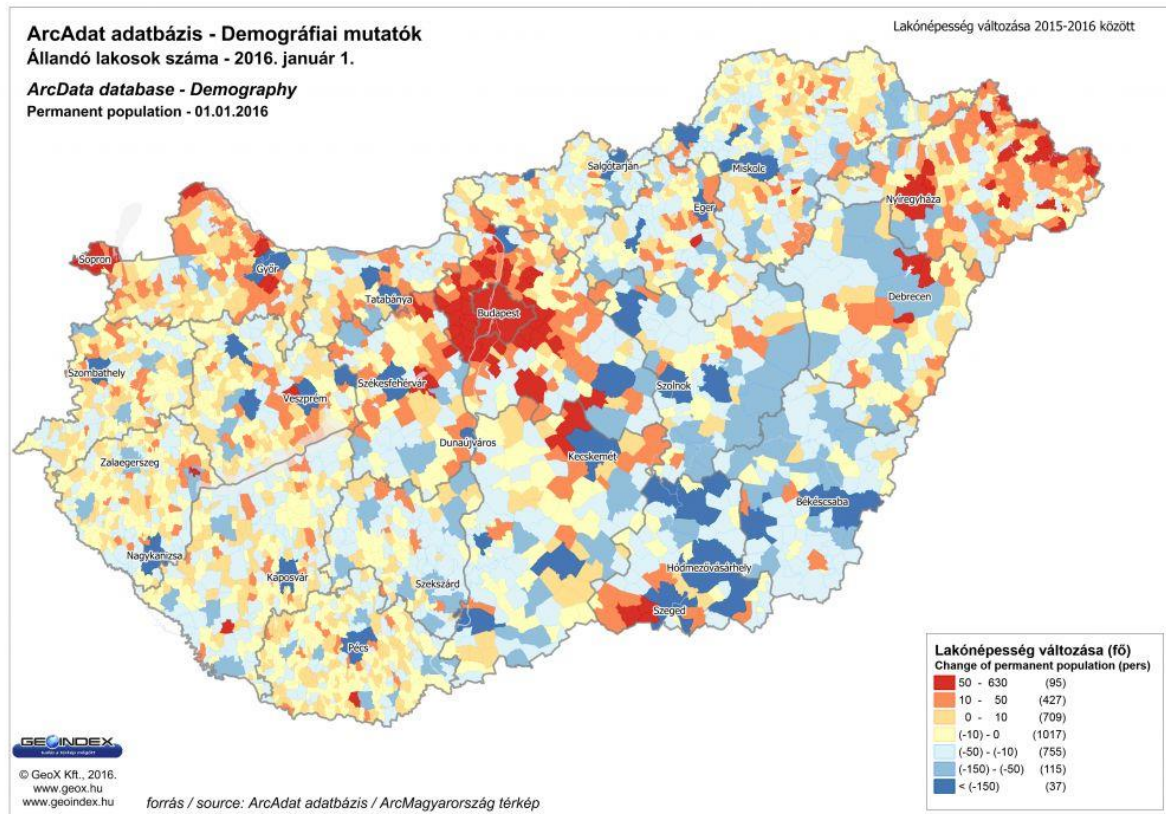 ArcAdat adatbázis - Demográfiai mutatók
Állandó lakosok száma - 2016. január 1.
ArcData database - Demography
Permanent population - 01.01.2016
Lakónépesség változása 2015-2016 között
Salgótarján
Miskolc
Eger
Nyíregyháza
Sopron
Győr
Tatabánya
Budapest
Debrecen
Szombathely
Veszprém
Székesfehérvár
Szolnok
Dunaújváros
Kecskemét
Zalaegerszeg
Békéscsaba
Nagykanizsa
Kaposvár
Szekszárd
Hódmezővásárhely
Szeged
Pécs
Lakónépesség változása (fő)
Change of permanent population (pers)
50 - 630 (95)
10 - 50 (427)
0 - 10 (709)
(-10) - 0 (1017)
(-50) - (-10) (755)
(-150) - (-50) (115)
< (-150) (37)
GEOINDEX
© GeoX Kft., 2016.
www.geox.hu
www.geoindex.hu
forrás / source: ArcAdat adatbázis / ArcMagyarország térkép